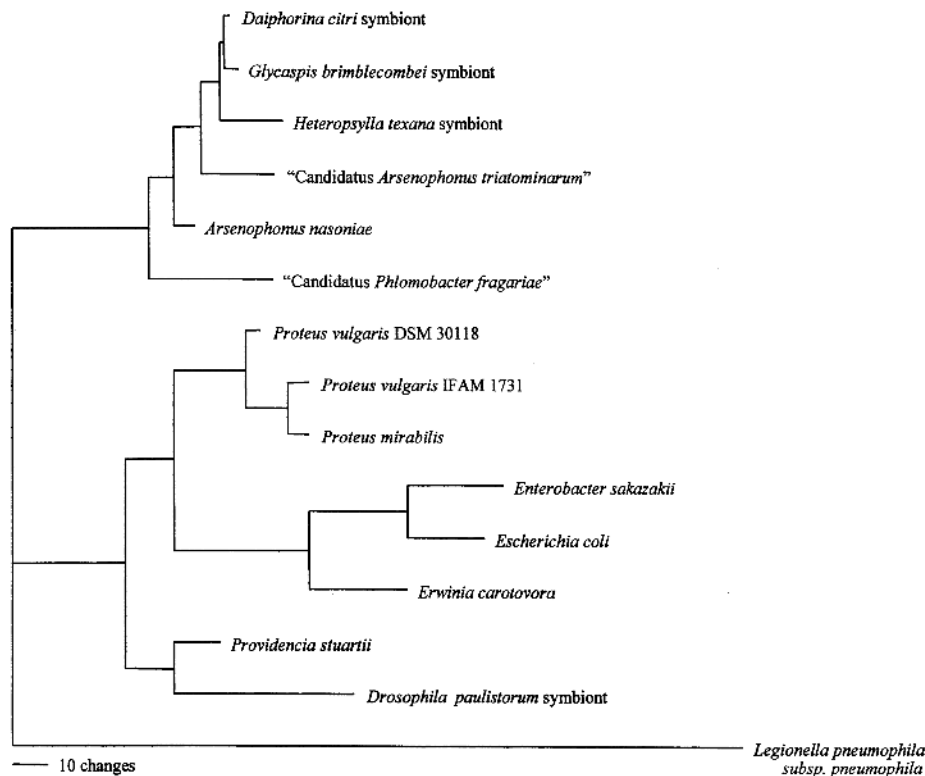 Daiphorina citri symbiont
Glycaspis brimblecombei symbiont
Heteropsylla texana symbiont
“Candidatus Arsenophonus triatominarum”
Arsenophonus nasoniae
“Candidatus Phlomobacter fragariae”
Proteus vulgaris DSM 30118
Proteus vulgaris IFAM 1731
Proteus mirabilis
Enterobacter sakazakii
Escherichia coli
Erwinia carotovora
Providencia stuartii
Drosophila paulistorum symbiont
Legionella pneumophila
subsp. pneumophila
10 changes